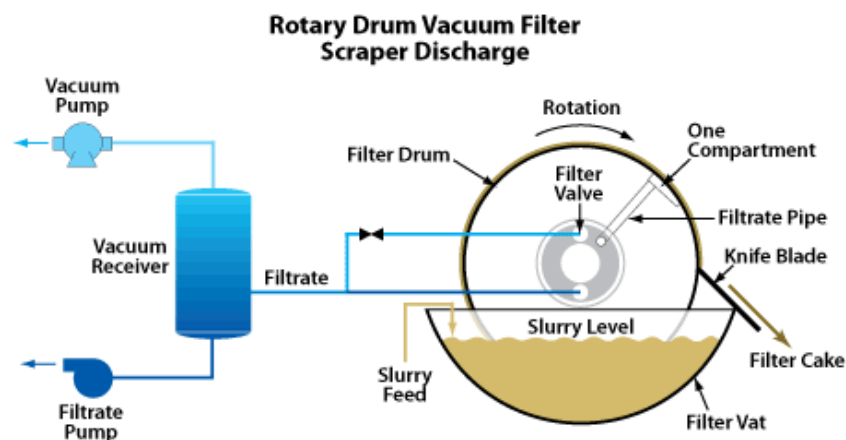 Rotary Drum Vacuum Filter
Scraper Discharge
Vacuum
Pump
Rotation
One
Compartment
Filter Drum
Filter
Valve
Filtrate Pipe
Vacuum
Receiver
Filtrate
Knife Blade
Slurry Level
Slurry
Feed
Filter Cake
Filtrate
Pump
Filter Vat